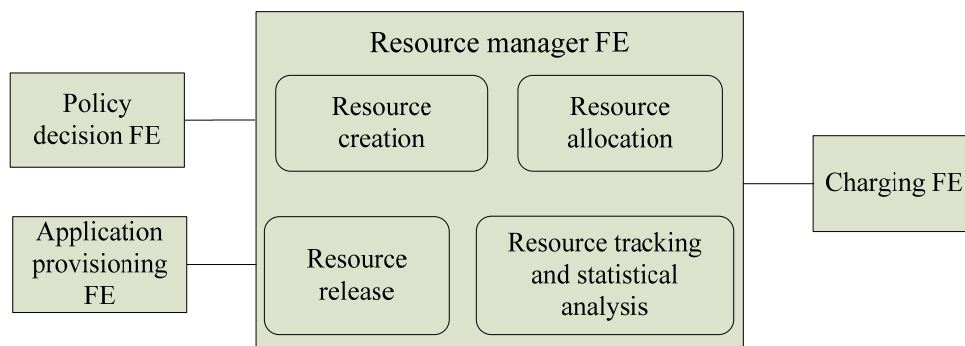 Resource manager FE
Policy
decision FE
Resource
creation
Resource
allocation
Charging FE
Application
provisioning
FE
Resource
release
Resource tracking
and statistical
analysis